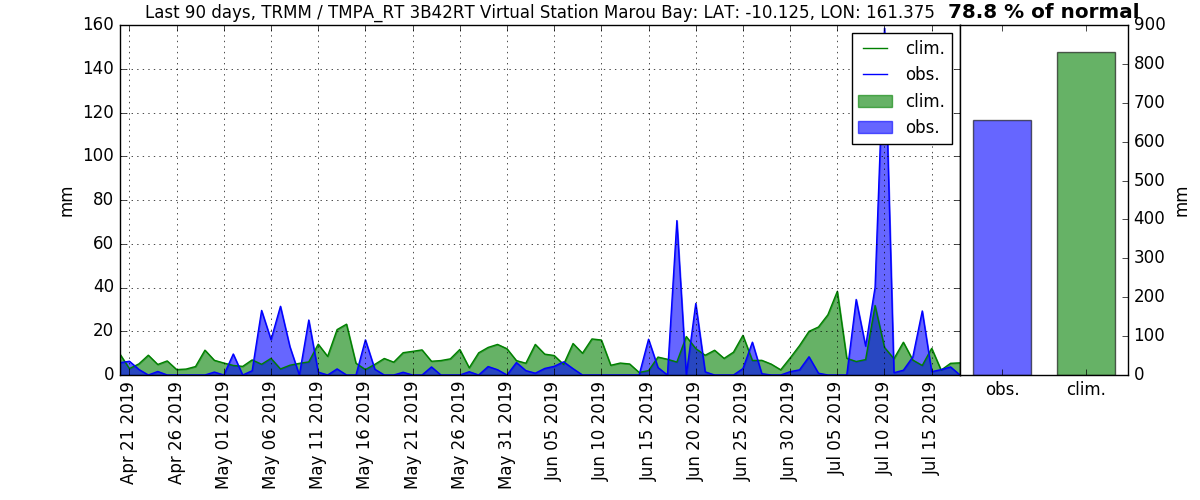 Last 90 days, TRMM / TMPA_RT 3B42RT Virtual Station Marou Bay: LAT: -10.125, LON: 161.375 78.8 % of normal
160
140
120
100
80
60
40
20
0
mm
clim.
obs.
clim.
obs.
900
800
700
600
500
400
300
200
100
0
mm
Apr 21 2019
Apr 26 2019
May 01 2019
May 06 2019
May 11 2019
May 16 2019
May 21 2019
May 26 2019
May 31 2019
Jun 05 2019
Jun 10 2019
Jun 15 2019
Jun 20 2019
Jun 25 2019
Jun 30 2019
Jul 05 2019
Jul 10 2019
Jul 15 2019
obs.
clim.